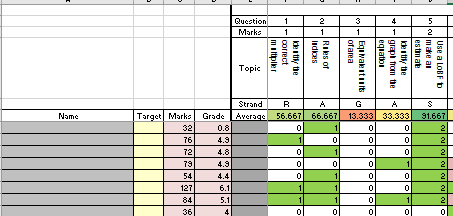 Question 1 2 3 4 5
Marks 1 1 1 1 2
Topic
Identify the
correct
multiplier
Rules of
indices
Equivalent units
of area
Identify the
graph from the
equation
Use a LoBF to
make an
estimate
Strand R A G A S
Name Target Marks Grade Average 56.667 66.667 13.333 33.333 91.667
32 0.8 0 1 0 0 2
76 4.9 1 0 0 0 2
72 4.8 0 1 0 0 2
79 4.9 0 0 0 1 2
54 4.4 0 1 0 0 2
127 6.1 1 1 0 0 2
84 5.1 1 1 0 1 2
36 4 0 0 0 0 2